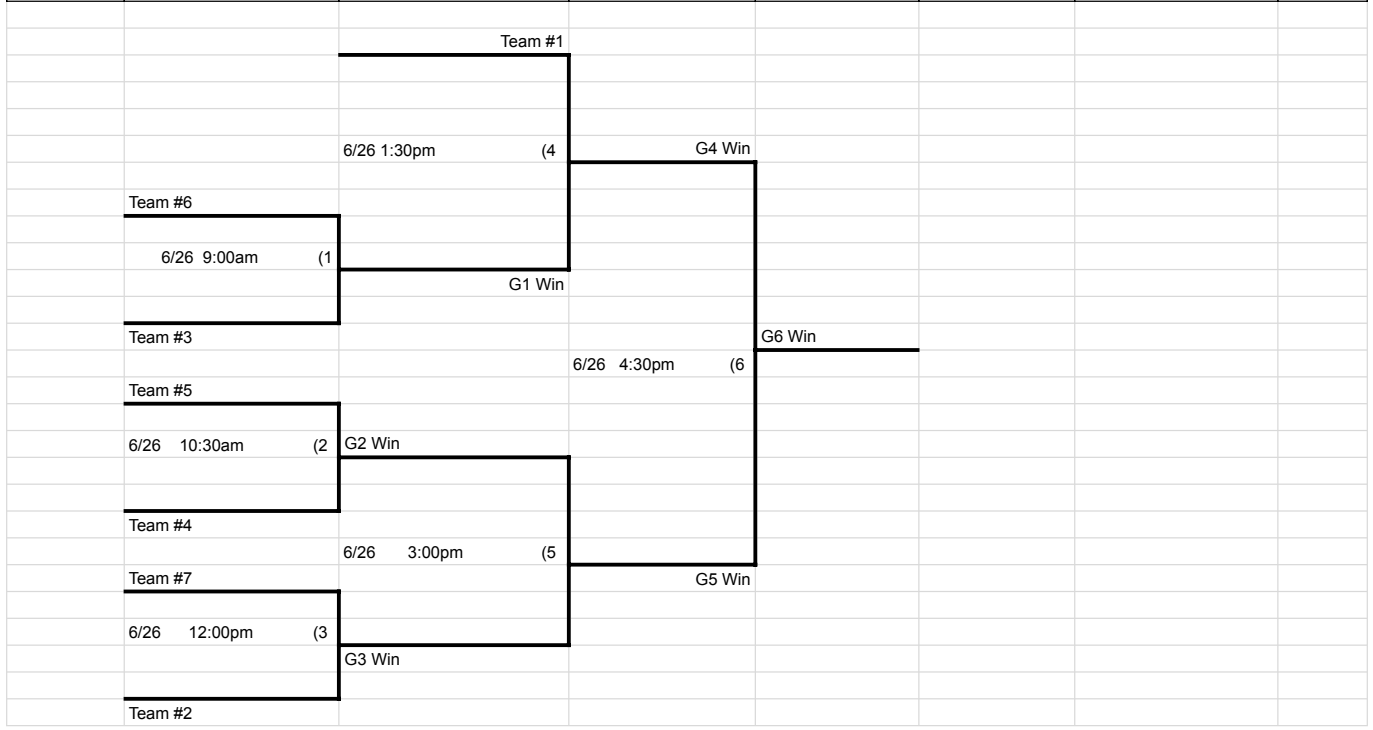 Team #1
6/26 1:30pm (4
G4 Win
Team #6
6/26 9:00am (1
G1 Win
Team #3
G6 Win
6/26 4:30pm (6
Team #5
6/26 10:30am (2
G2 Win
Team #4
6/26 3:00pm (5
Team #7
G5 Win
6/26 12:00pm (3
G3 Win
Team #2